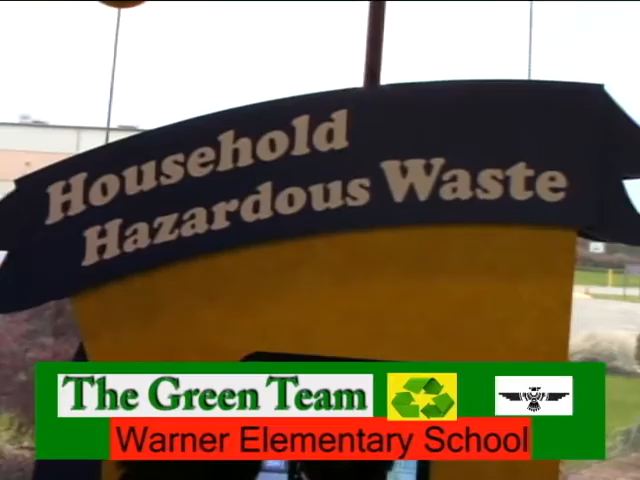 Household
Hazardous Waste
The Green Team
Warner Elementary School